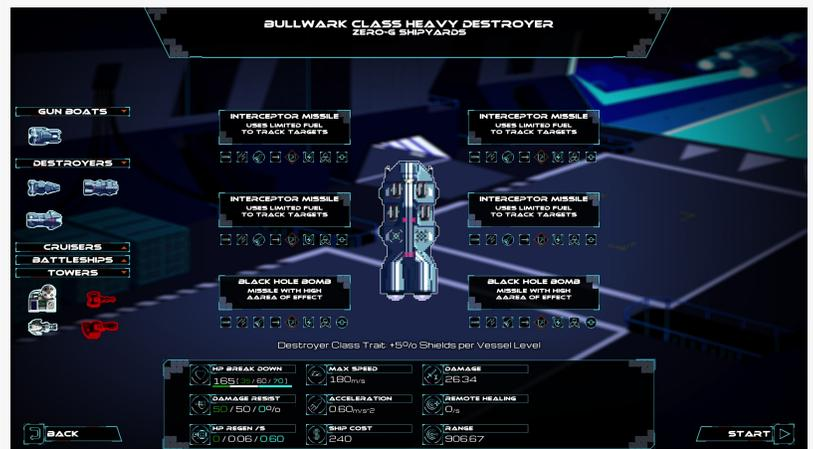 BULLWARK CLASS HEAVY DESTROYER
ZERO-G SHIPYARDS
GUN BOATS
DESTROYERS
CRUISERS
BATTLESHIPS
TOWERS
INTERCEPTOR MISSILE
USES LIMITED FUEL
TO TRACK TARGETS
INTERCEPTOR MISSILE
USES LIMITED FUEL
TO TRACK TARGETS
INTERCEPTOR MISSILE
USES LIMITED FUEL
TO TRACK TARGETS
INTERCEPTOR MISSILE
USES LIMITED FUEL
TO TRACK TARGETS
BLACK HOLE BOMB
MISSILE WITH HIGH
AAREA OF EFFECT
BLACK HOLE BOMB
MISSILE WITH HIGH
AAREA OF EFFECT
Destroyer Class Trait +5% Shields per Vessel Level
HP BREAK DOWN
165 ( 35 / 60 / 70 )
MAX SPEED
180m/s
DAMAGE
26.34
DAMAGE RESIST
50 / 50 / 0%
ACCELERATION
0.60m/s^2
REMOTE HEALING
0/s
HP REGEN /S
0 / 0.06 / 0.60
SHIP COST
240
RANGE
906.67
BACK
START